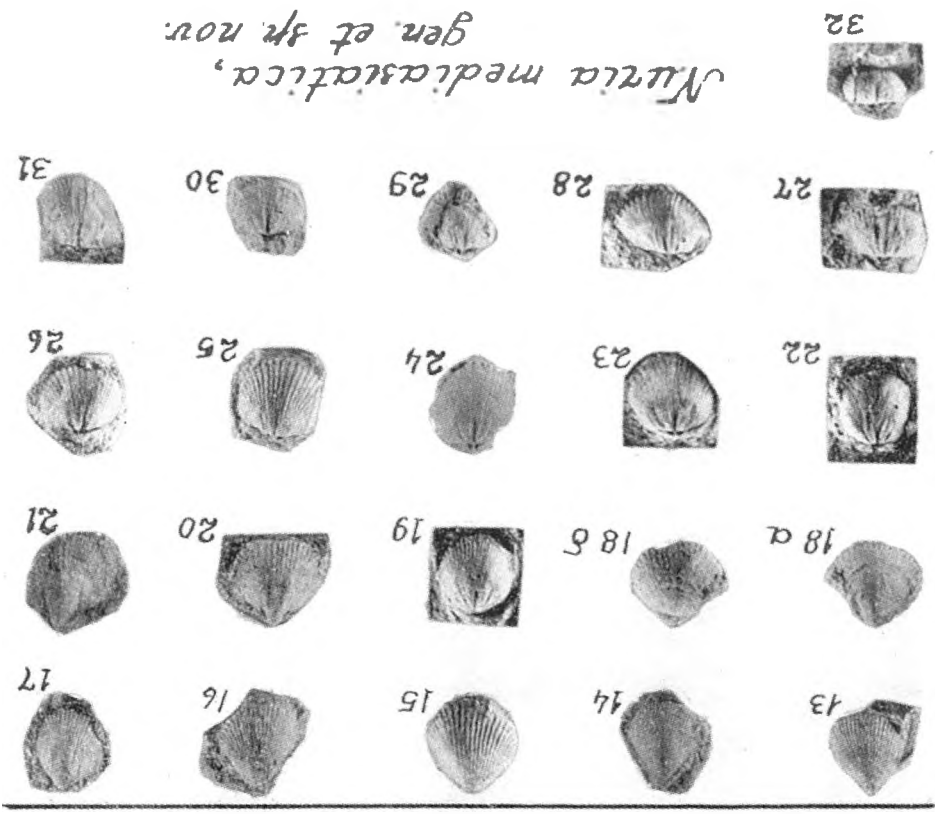 13 14 15 16 17
18 а 18 б 19 20 21
22 23 24 25 26
27 28 29 30 31
32 Nuria mediasiatica,
gen. et sp. nov.